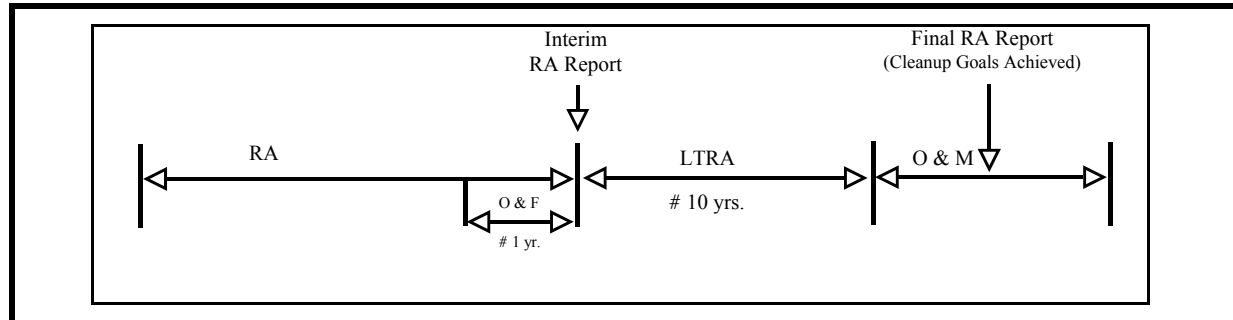 Interim
RA Report
Final RA Report
(Cleanup Goals Achieved)
RA
LTRA
O & M
O & F
# 10 yrs.
# 1 yr.